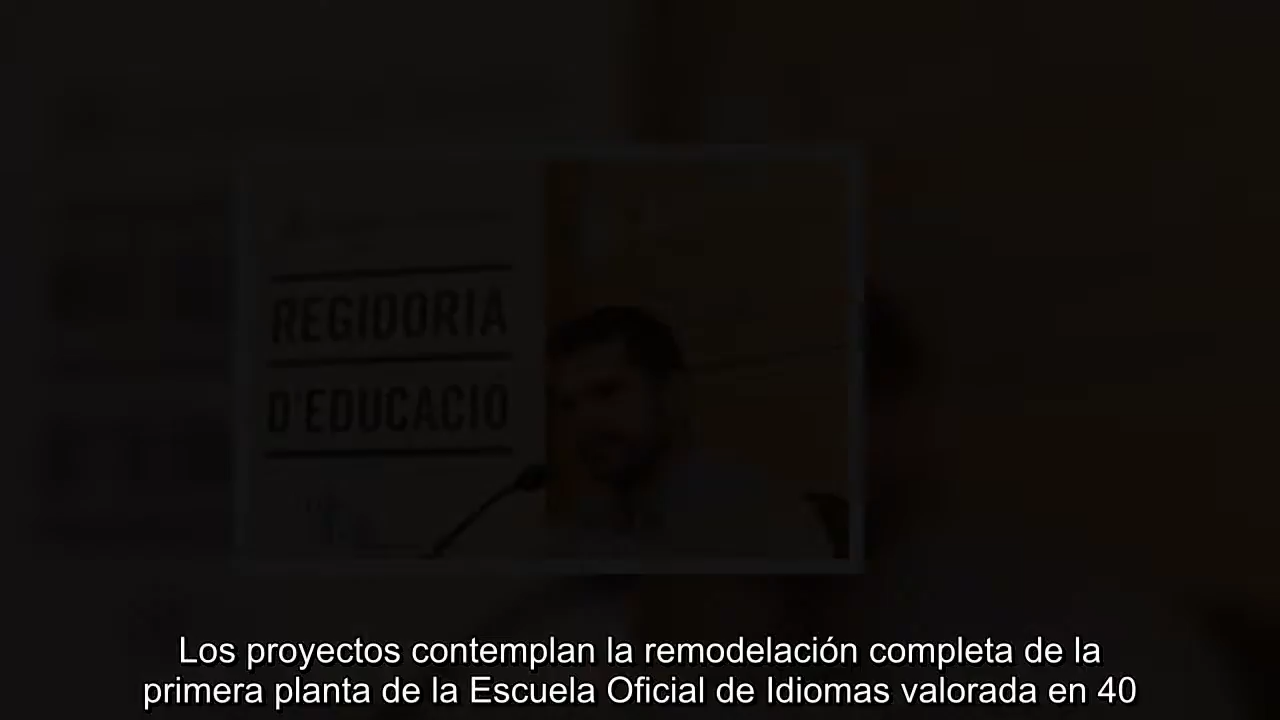 REGIDORIA
D'EDUCACIO
Los proyectos contemplan la remodelación completa de la
primera planta de la Escuela Oficial de Idiomas valorada en 40